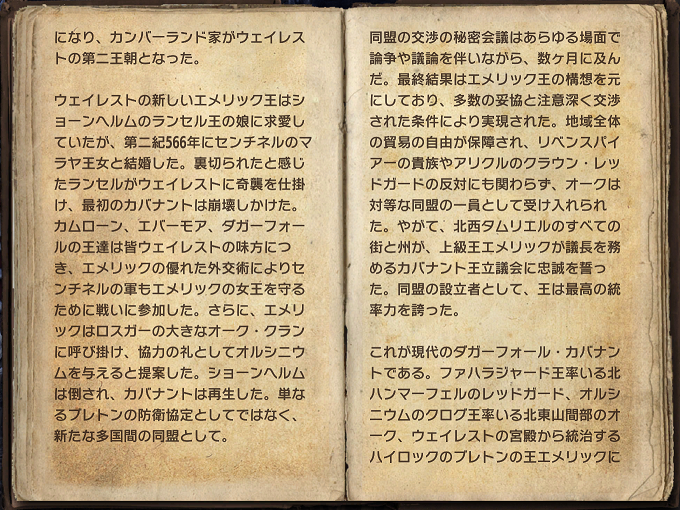 になり、カンバーランド家がウェイレス
トの第二王朝となった。
ウェイレストの新しいエメリック王はシ
ョーンヘルムのランセル王の娘に求愛し
ていたが、第二紀566年にセンチネルのマ
ラヤ王女と結婚した。裏切られたと感じ
たランセルがウェイレストに奇襲を仕掛
け、最初のカバナントは崩壊しかけた。
カムローン、エバーモア、ダガーフォー
ルの王達は皆ウェイレストの味方につ
き、エメリックの優れた外交術によりセ
ンチネルの軍もエメリックの女王を守る
ために戦いに参加した。さらに、エメリ
ックはロスガーの大きなオーク・クラン
に呼び掛け、協力の礼としてオルシニウ
ムを与えると提案した。ショーンヘルム
は倒され、カバナントは再生した。単な
るブレトンの防衛協定としてではなく、
新たな多国間の同盟として。
同盟の交渉の秘密会議はあらゆる場面で
論争や議論を伴いながら、数ヶ月に及ん
だ。最終結果はエメリック王の構想を元
にしており、多数の妥協と注意深く交渉
された条件により実現された。地域全体
の貿易の自由が保障され、リベンスパイ
アーの貴族やアリクルのクラウン・レッ
ドガードの反対にも関わらず、オークは
対等な同盟の一員として受け入れられ
た。やがて、北西タムリエルのすべての
街と州が、上級王エメリックが議長を務
めるカバナント王立議会に忠誠を誓っ
た。同盟の設立者として、王は最高の統
率力を誇った。
これが現代のダガーフォール・カバナン
トである。ファハラジャード王率いる北
ハンマーフェルのレッドガード、オルシ
ニウムのクログ王率いる北東山間部のオ
ーク、ウェイレストの宮殿から統治する
ハイロックのブレトンの王エメリックに